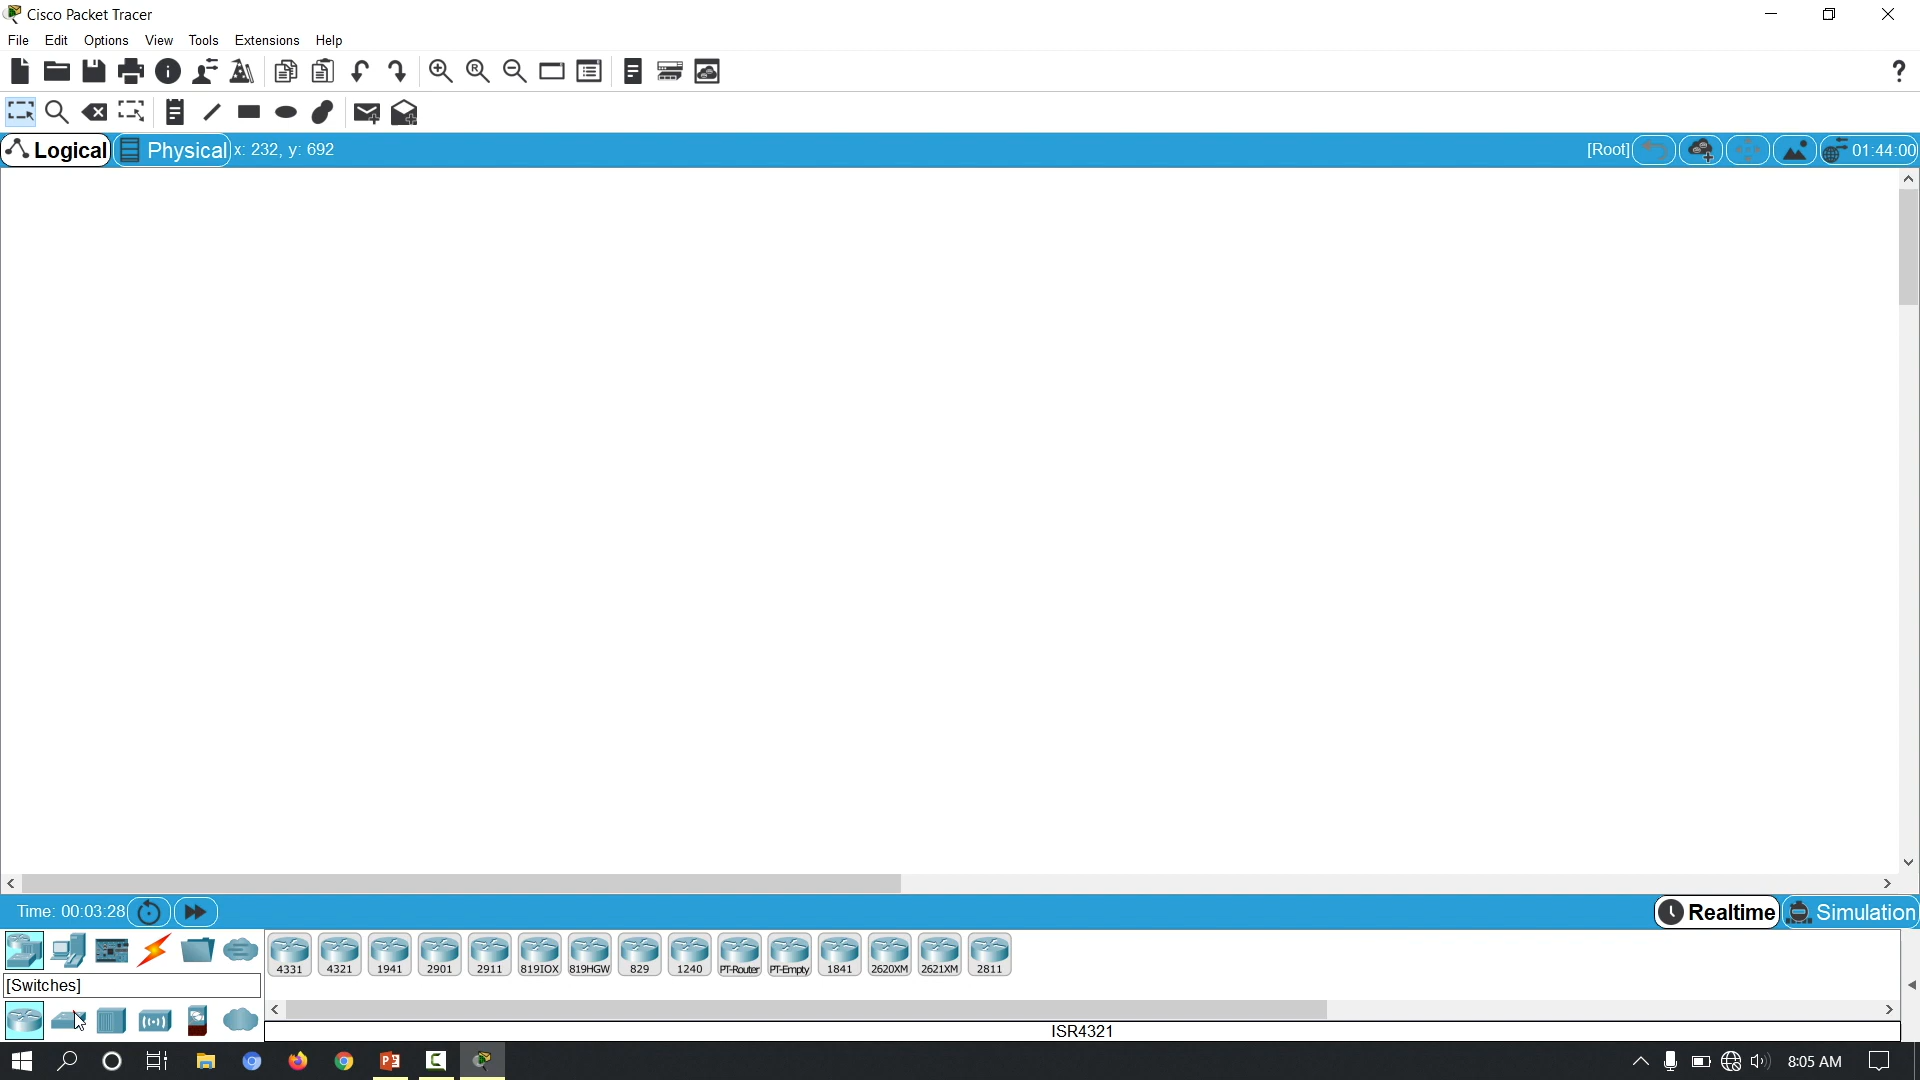 Cisco Packet Tracer
File Edit Options View Tools Extensions Help
Logical Physical x: 232, y: 692 [Root] 01:44:00
Time: 00:03:28 Realtime Simulation
4331 4321 1941 2901 2911 819IOX 819HGW 829 1240 PT-Router PT-Empty 1841 2620XM 2621XM 2811
[Switches]
ISR4321
8:05 AM